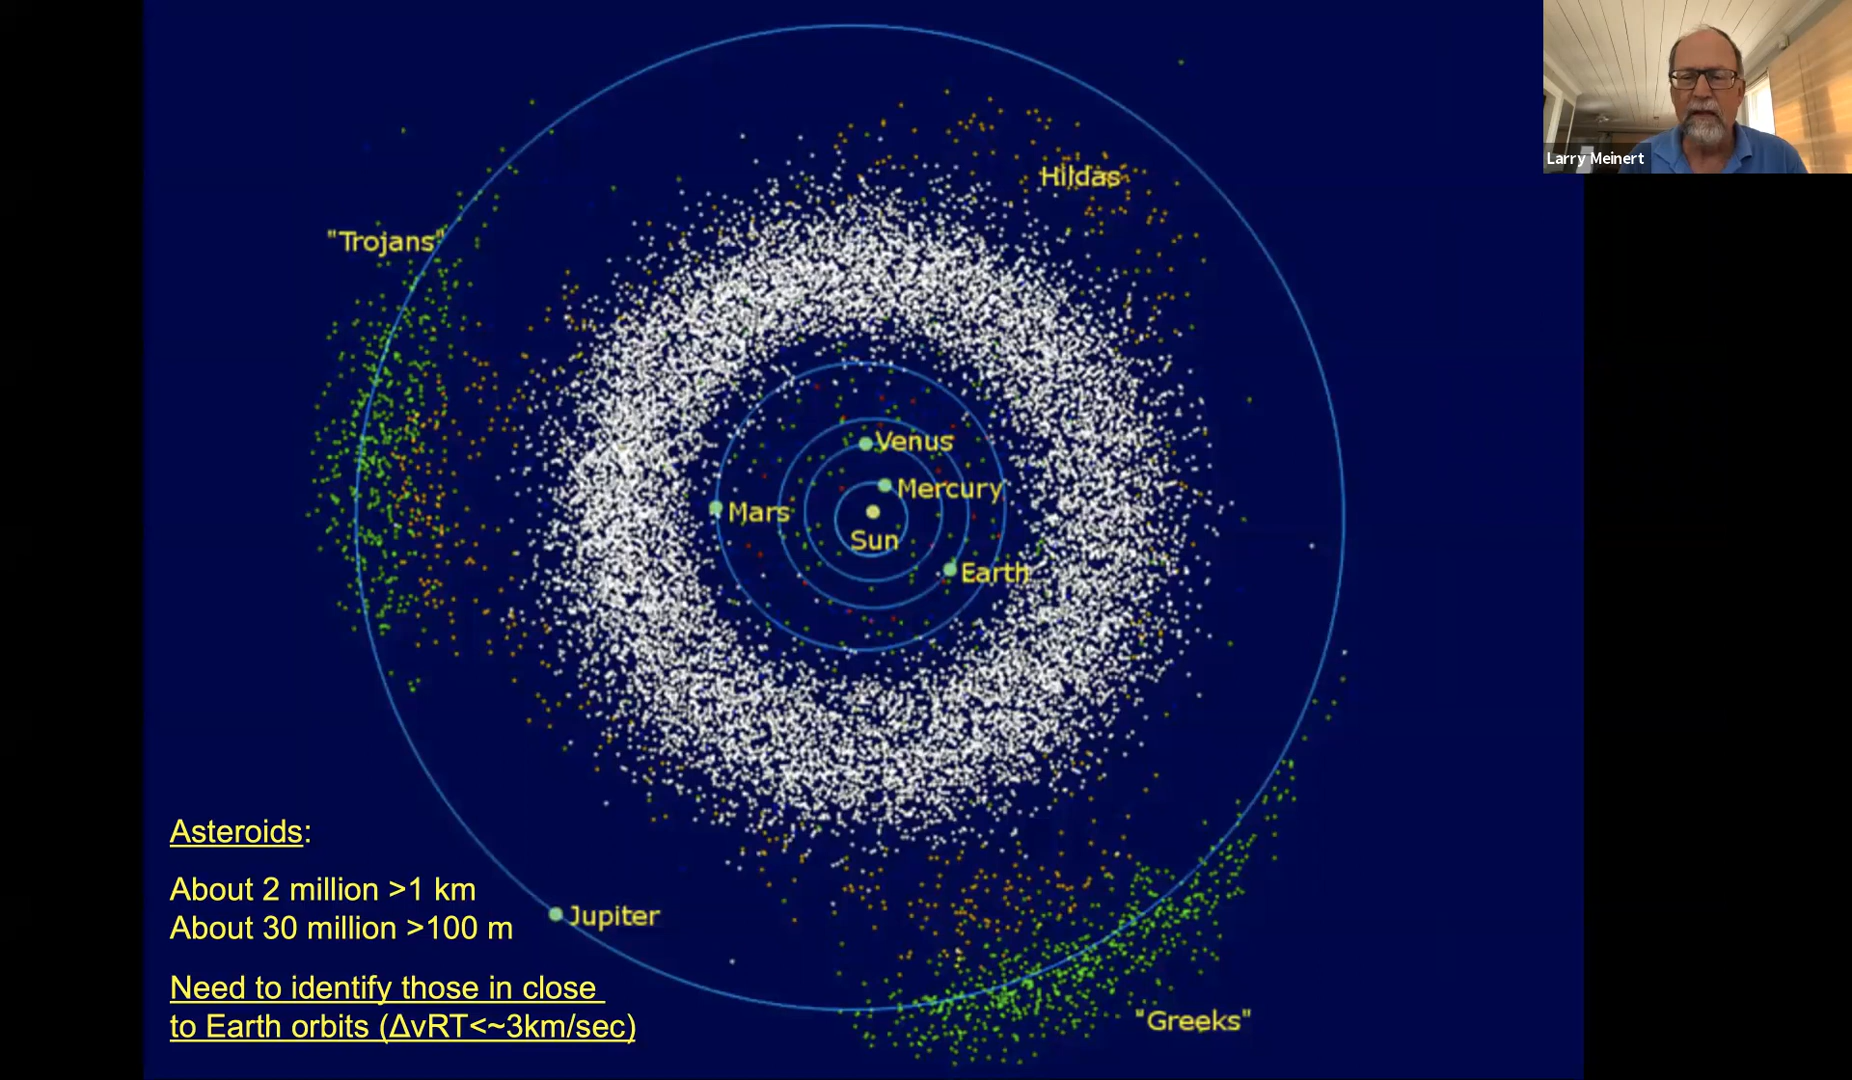 Larry Meinert
Hildas
"Trojans"
Venus
Mercury
Mars
Sun
Earth
Asteroids:
About 2 million >1 km
Jupiter
About 30 million >100 m
Need to identify those in close
to Earth orbits (ΔvRT<~3km/sec)
"Greeks"